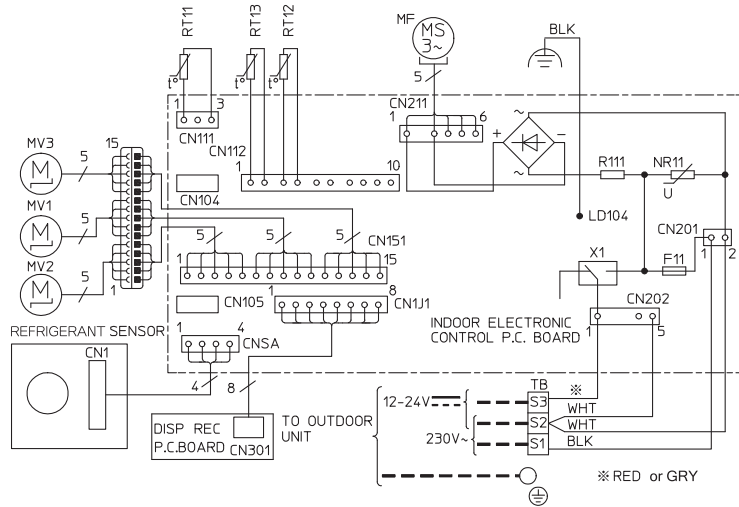 RT11
RT13
RT12
MF
MS
3~
BLK
t°
t°
t°
5
1
3
CN211
1
6
~
+
−
~
CN111
MV3
15
5
CN112
1
10
R111
NR11
U
CN104
LD104
MV1
5
CN201
1
2
5
5
5
CN151
1
15
X1
F11
MV2
5
1
CN105
1
8
CN1J1
CN202
1
5
INDOOR ELECTRONIC
CONTROL P.C. BOARD
REFRIGERANT SENSOR
1
4
CNSA
CN1
4
8
DISP REC
P.C.BOARD
CN301
TO OUTDOOR
UNIT
12-24V
230V~
TB
S3
S2
S1
※
WHT
WHT
BLK
※ RED or GRY